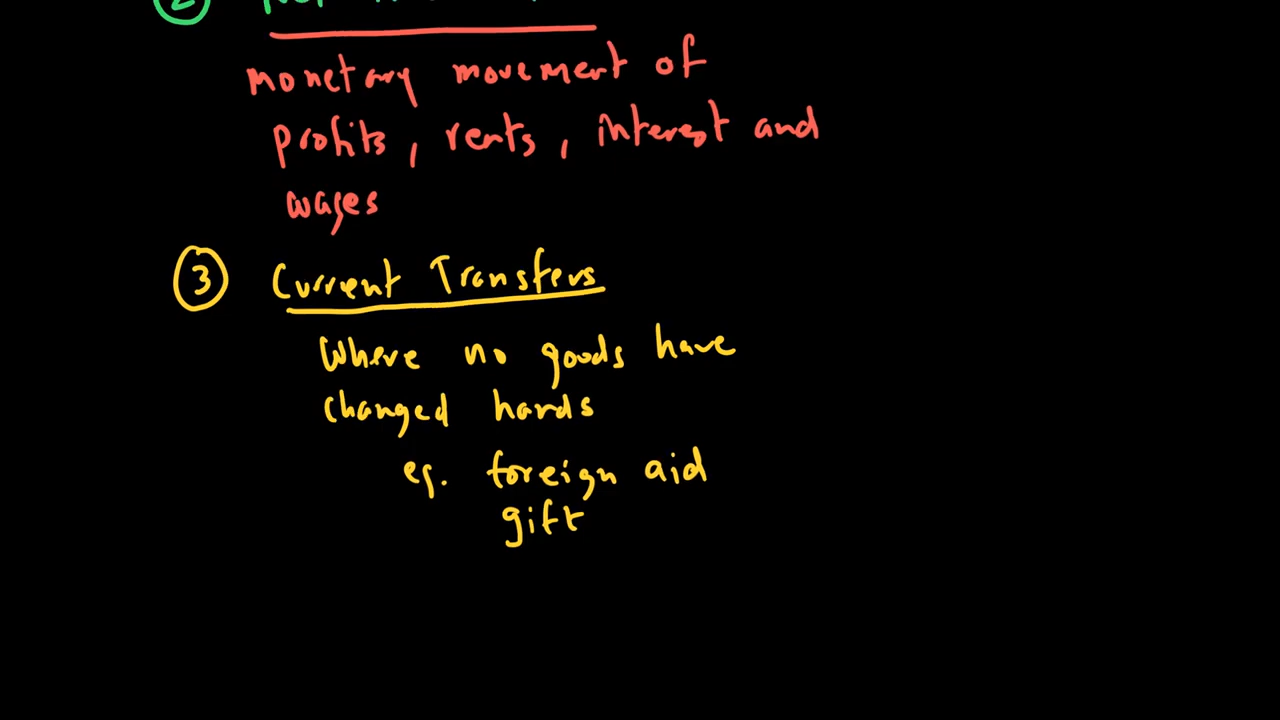 2
monetary movement of
profits, rents, interest and
wages
3 Current Transfers
Where no goods have
changed hands
eg. foreign aid
gift